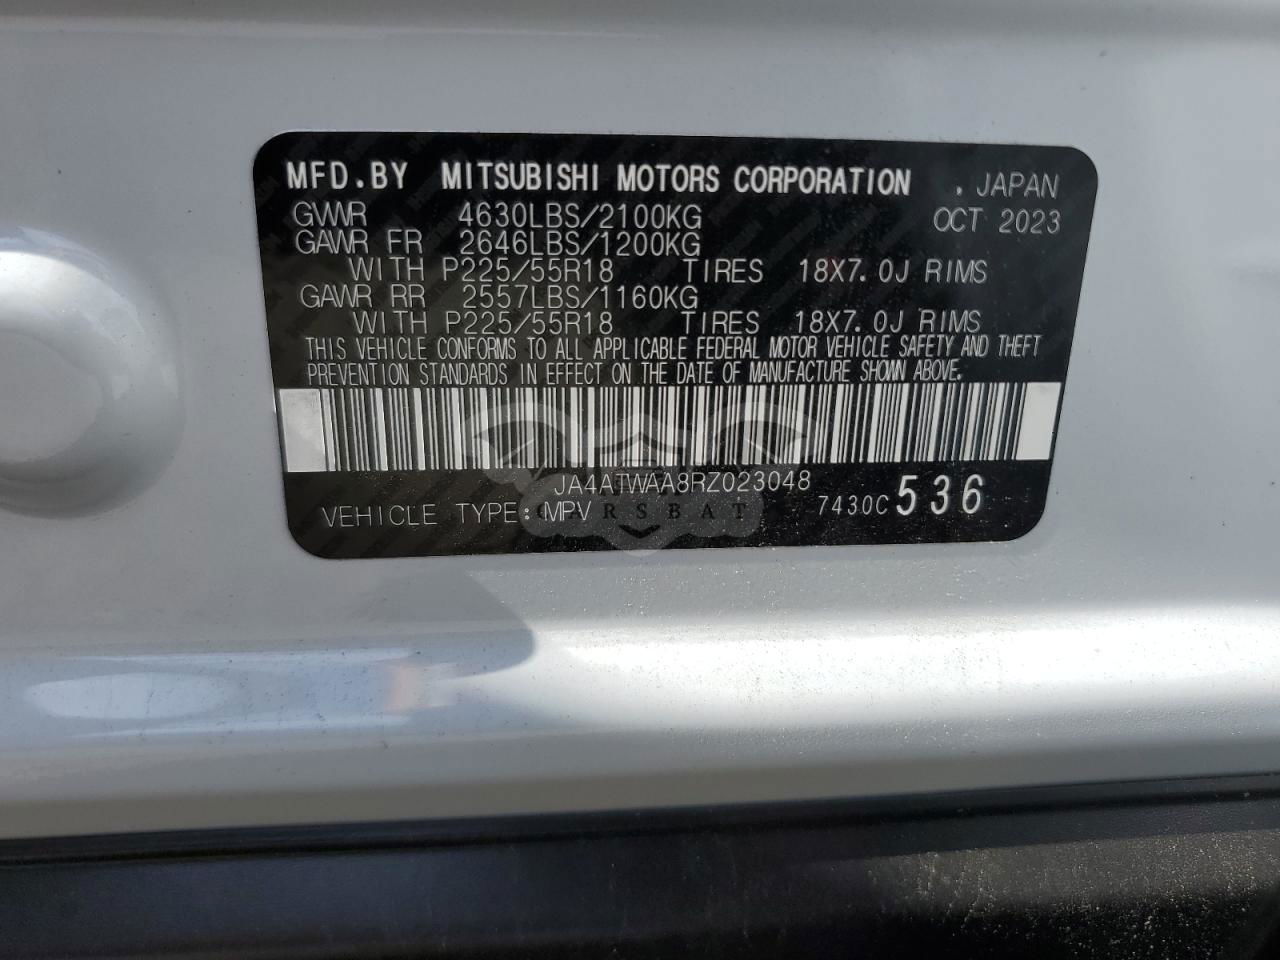 MFD.BY MITSUBISHI MOTORS CORPORATION . JAPAN
GVWR 4630LBS/2100KG OCT 2023
GAWR FR 2646LBS/1200KG
WITH P225/55R18 TIRES 18X7.0J RIMS
GAWR RR 2557LBS/1160KG
WITH P225/55R18 TIRES 18X7.0J RIMS
THIS VEHICLE CONFORMS TO ALL APPLICABLE FEDERAL MOTOR VEHICLE SAFETY AND THEFT
PREVENTION STANDARDS IN EFFECT ON THE DATE OF MANUFACTURE SHOWN ABOVE.
JA4ATWAA8RZ023048
VEHICLE TYPE: MPV 7430C 536
CARSBAT